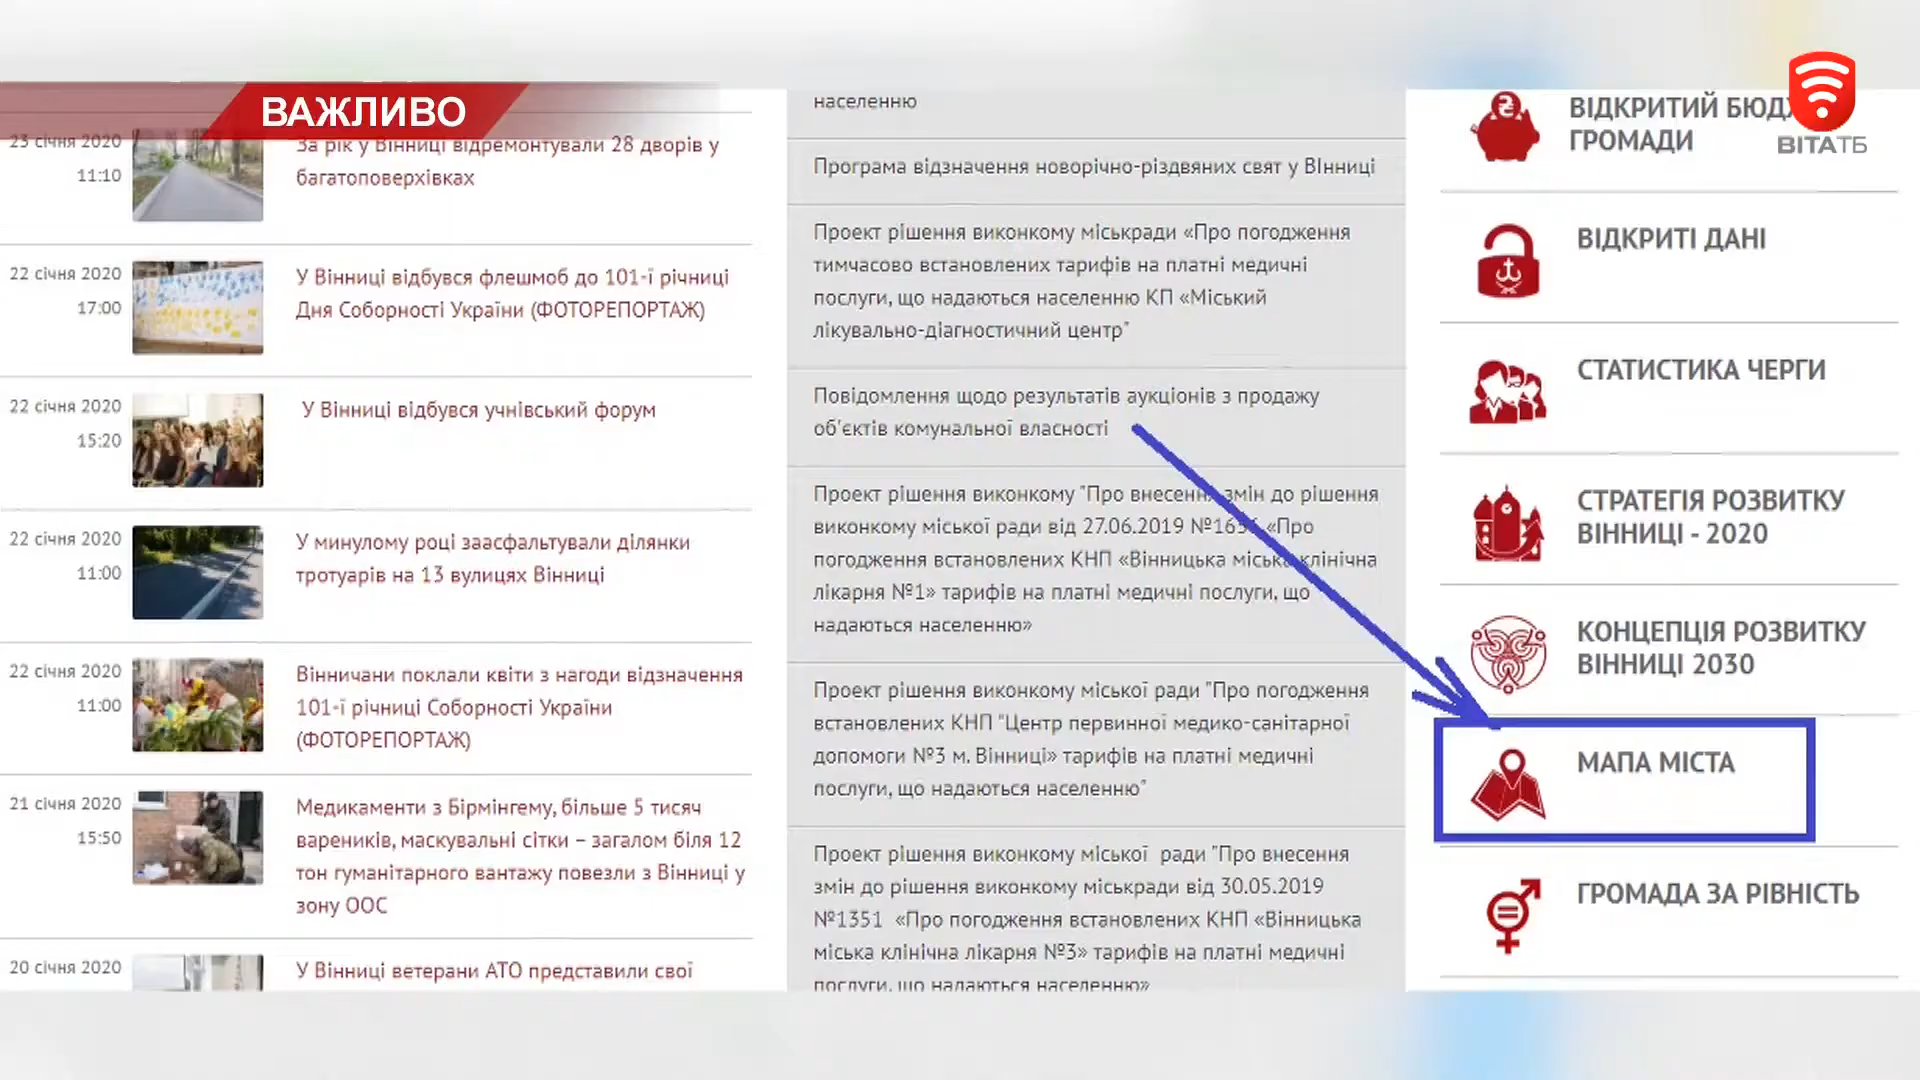 ВАЖЛИВО
23 січня 2020
11:10
За рік у Вінниці відремонтували 28 дворів у
багатоповерхівках
22 січня 2020
17:00
У Вінниці відбувся флешмоб до 101-ї річниці
Дня Соборності України (ФОТОРЕПОРТАЖ)
22 січня 2020
15:20
У Вінниці відбувся учнівський форум
22 січня 2020
11:00
У минулому році заасфальтували ділянки
тротуарів на 13 вулицях Вінниці
22 січня 2020
11:00
Вінничани поклали квіти з нагоди відзначення
101-ї річниці Соборності України
(ФОТОРЕПОРТАЖ)
21 січня 2020
15:50
Медикаменти з Бірмінгему, більше 5 тисяч
вареників, маскувальні сітки – загалом біля 12
тон гуманітарного вантажу повезли з Вінниці у
зону ООС
20 січня 2020
У Вінниці ветерани АТО представили свої
населенню
Програма відзначення новорічно-різдвяних свят у ВІнниці
Проект рішення виконкому міськради «Про погодження
тимчасово встановлених тарифів на платні медичні
послуги, що надаються населенню КП «Міський
лікувально-діагностичний центр"
Повідомлення щодо результатів аукціонів з продажу
об'єктів комунальної власності
Проект рішення виконкому "Про внесення змін до рішення
виконкому міської ради від 27.06.2019 «Про
погодження встановлених КНП «Вінницька міська клінічна
лікарня №1» тарифів на платні медичні послуги, що
надаються населенню»
Проект рішення виконкому міської ради "Про погодження
встановлених КНП "Центр первинної медико-санітарної
допомоги №3 м. Вінниці» тарифів на платні медичні
послуги, що надаються населенню"
Проект рішення виконкому міської ради "Про внесення
змін до рішення виконкому міськради від 30.05.2019
№1351 «Про погодження встановлених КНП «Вінницька
міська клінічна лікарня №3» тарифів на платні медичні
послуги, що надаються населенню»
ВІДКРИТИЙ
ГРОМАДИ
ВІДКРИТІ ДАНІ
СТАТИСТИКА ЧЕРГИ
СТРАТЕГІЯ РОЗВИТКУ
ВІННИЦІ - 2020
КОНЦЕПЦІЯ РОЗВИТКУ
ВІННИЦІ 2030
МАПА МІСТА
ГРОМАДА ЗА РІВНІСТЬ
ВІТАТБ